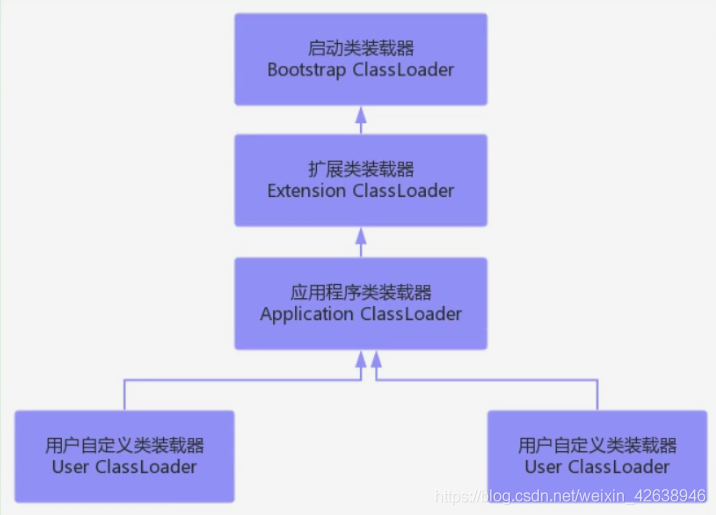 启动类装载器
Bootstrap ClassLoader
扩展类装载器
Extension ClassLoader
应用程序类装载器
Application ClassLoader
用户自定义类装载器
User ClassLoader
用户自定义类装载器
User ClassLoader
https://blog.csdn.net/weixin_42638946